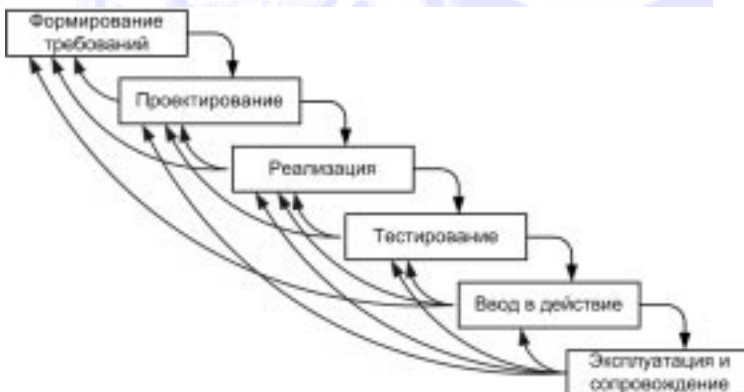 Формирование
требований
Проектирование
Реализация
Тестирование
Ввод в действие
Эксплуатация и
сопровождение